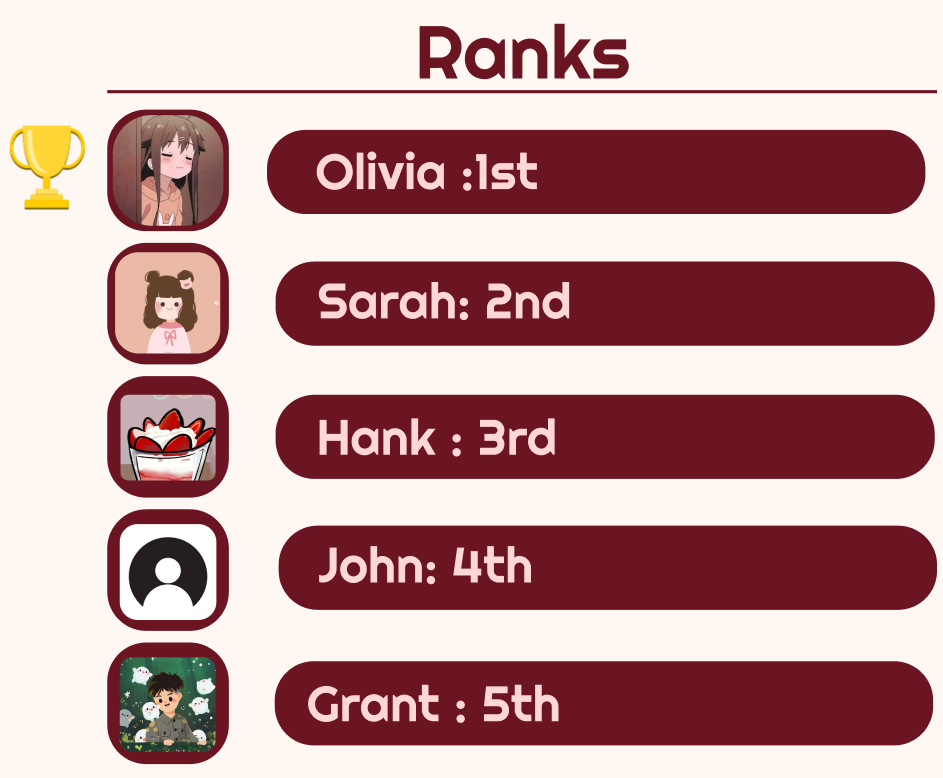 Ranks
Olivia :1st
Sarah: 2nd
Hank : 3rd
John: 4th
Grant : 5th